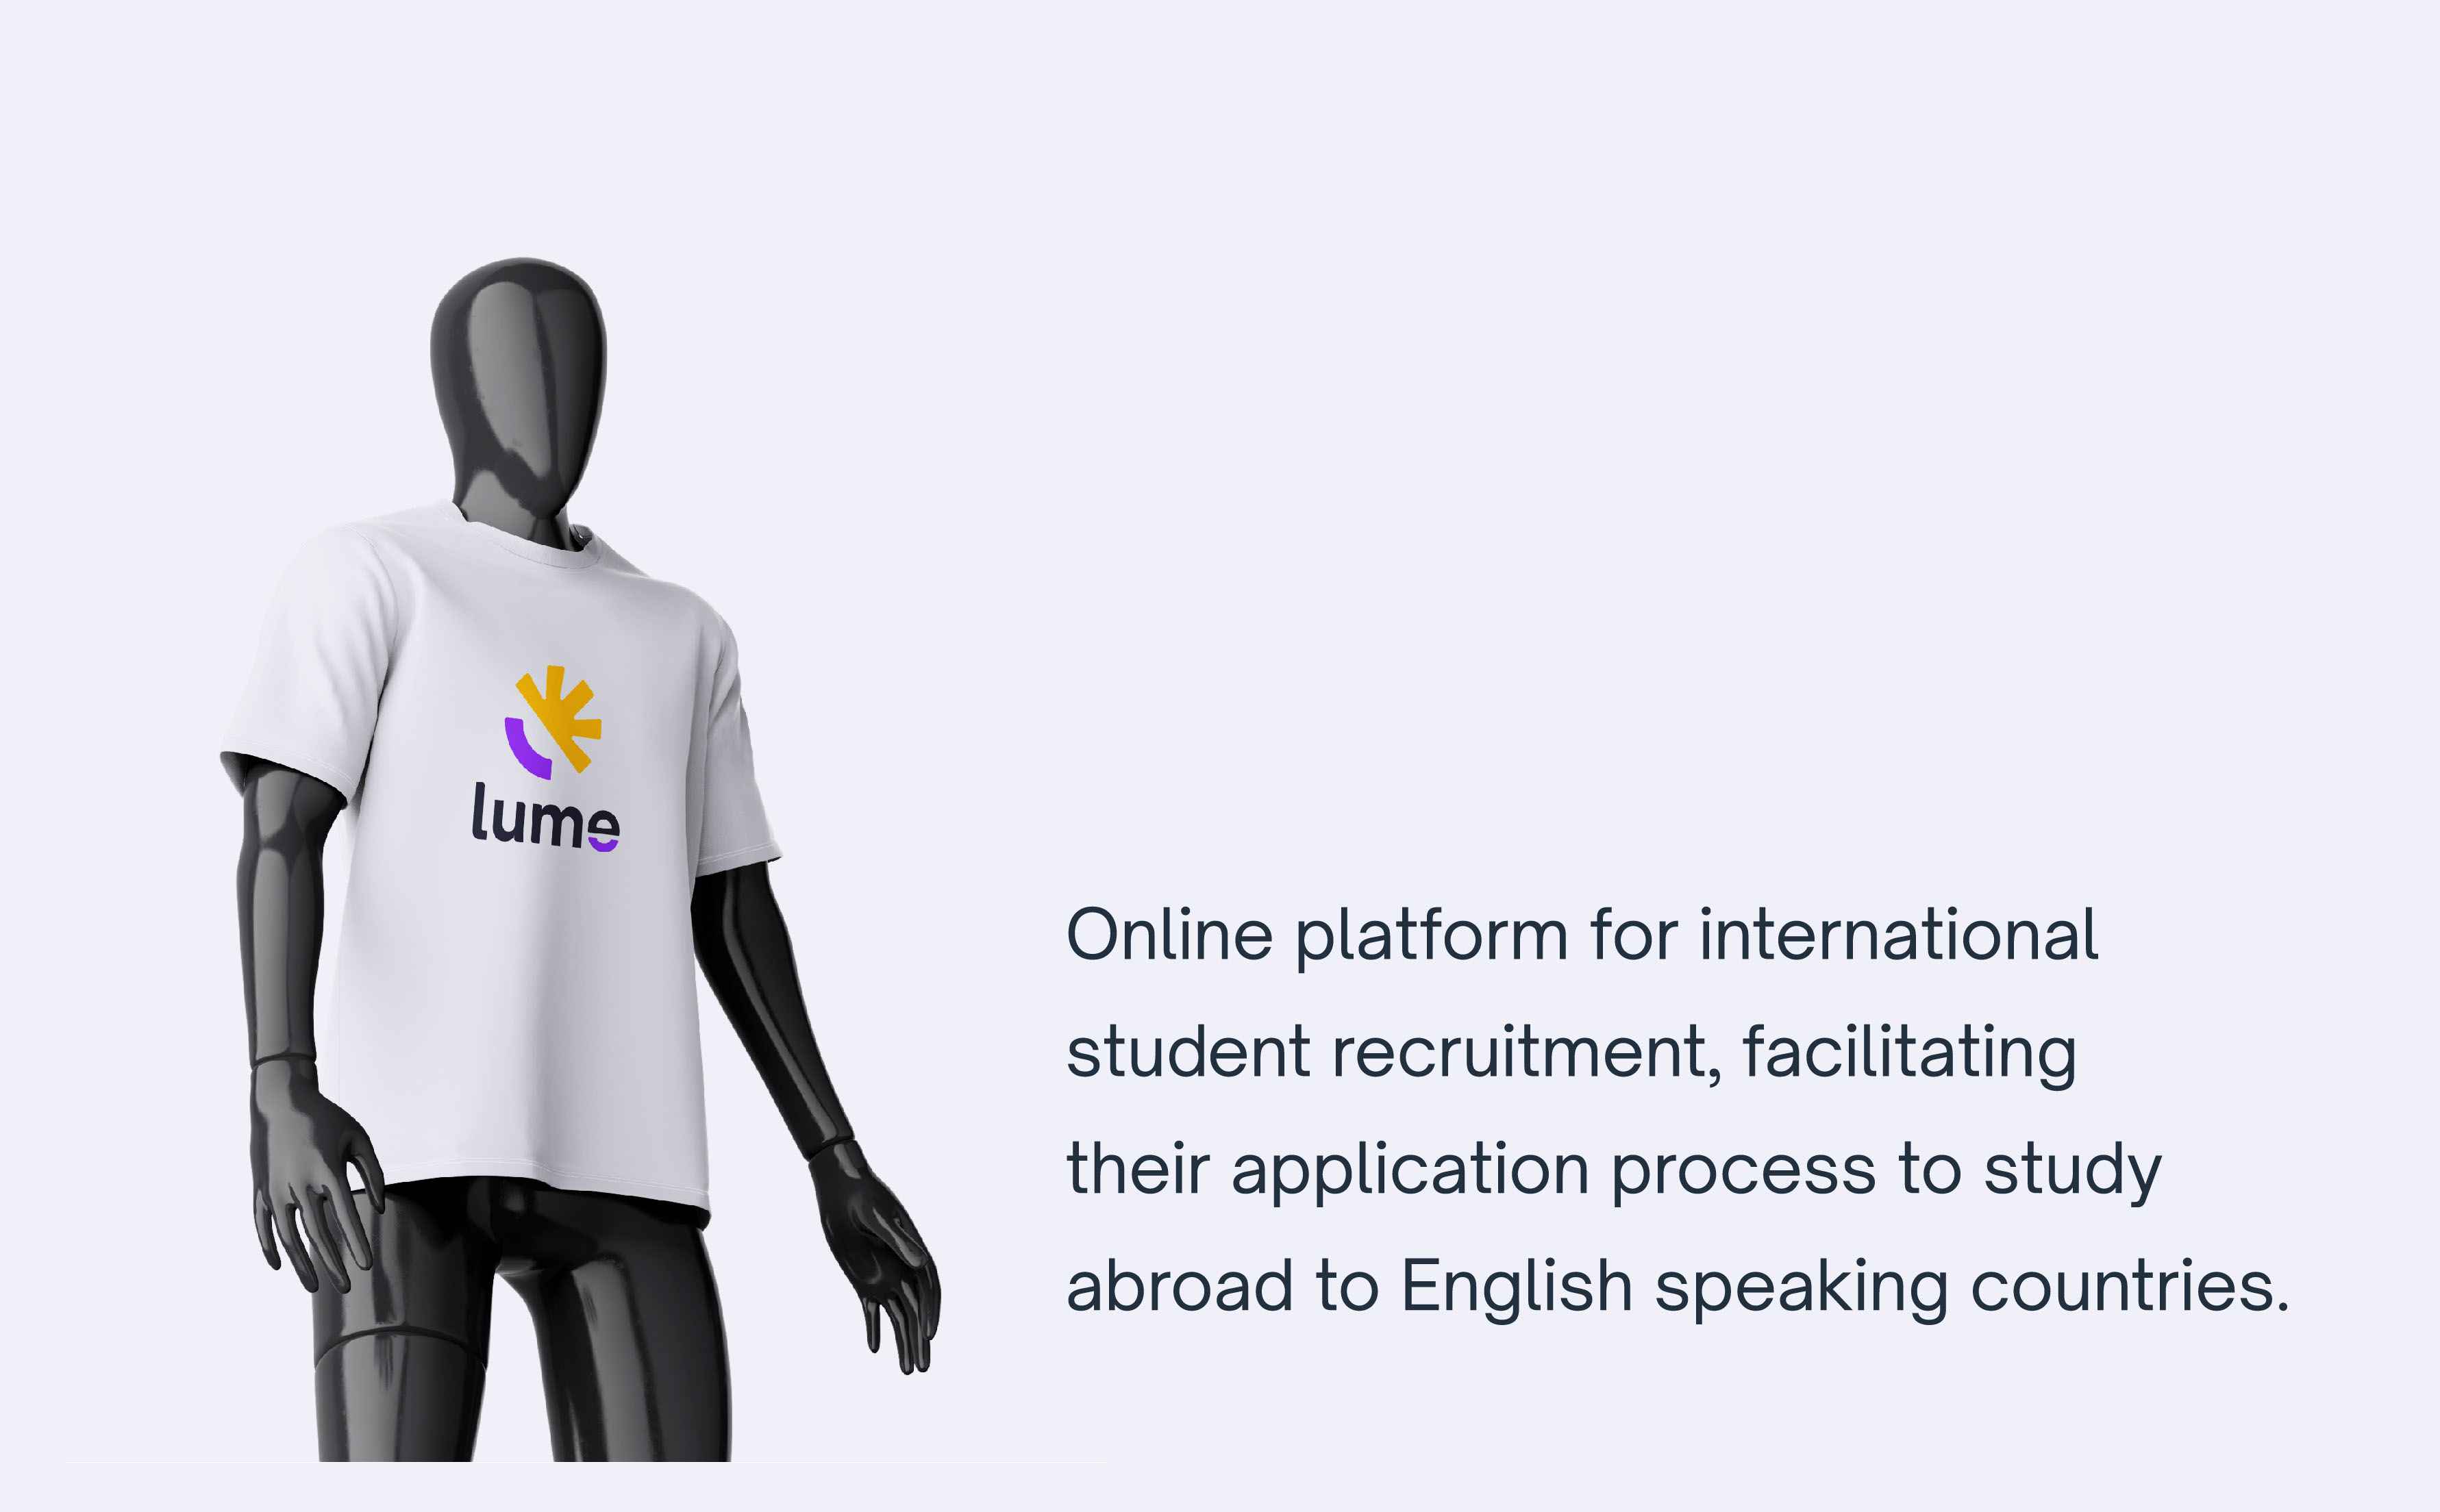 lume
Online platform for international
student recruitment, facilitating
their application process to study
abroad to English speaking countries.